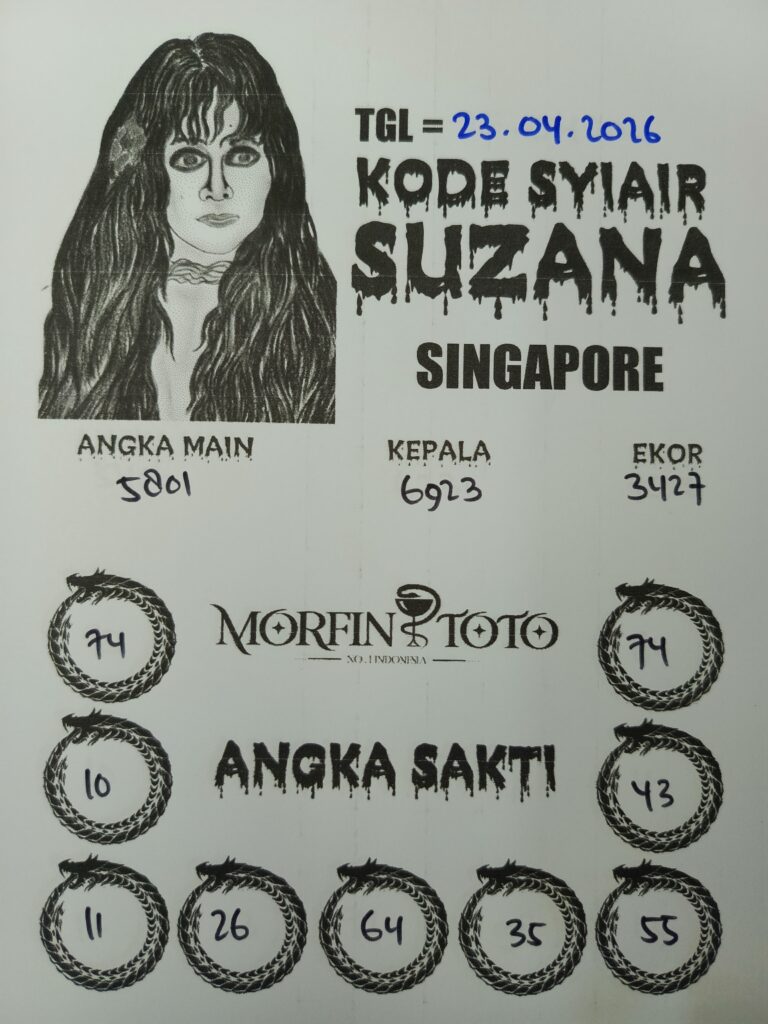 TGL = 23.04.2026
KODE SYIAIR
SUZANA
SINGAPORE
ANGKA MAIN KEPALA EKOR
5801 6923 3427
MORFIN TOTO
NO.1 INDONESIA
74 74
ANGKA SAKTI
10 43
11 26 64 35 55